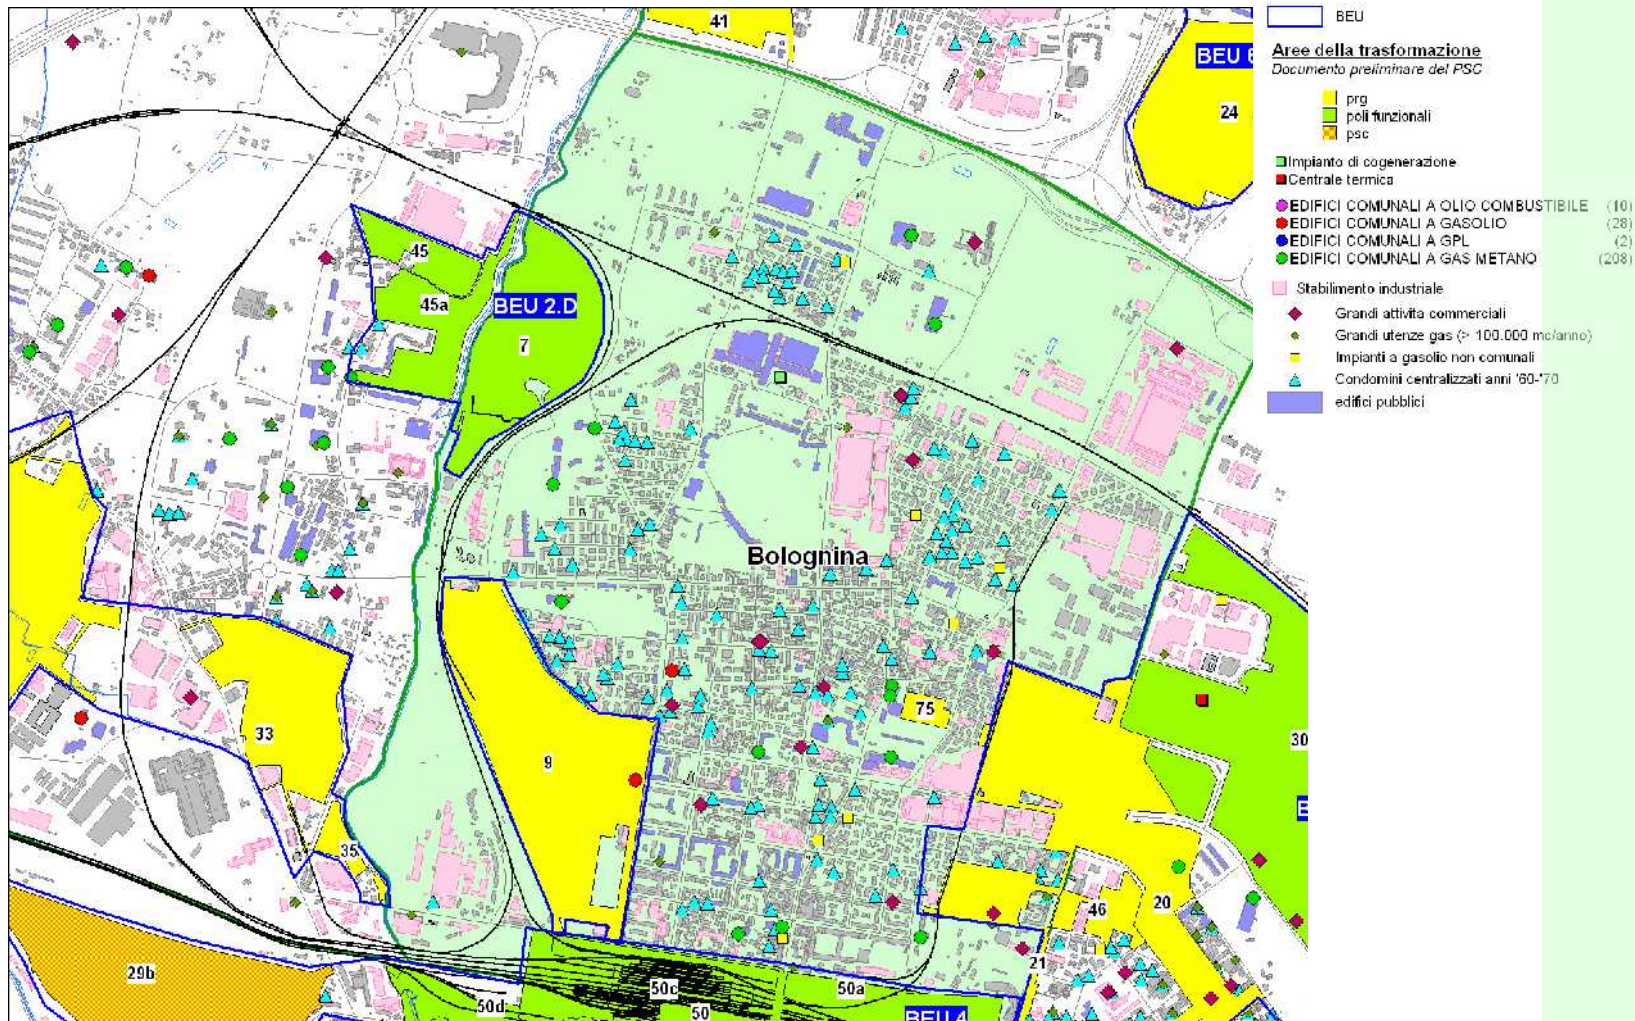 41
BEU 6
24
45
45a
BEU 2.D
7
Bolognina
75
9
33
35
30
46
20
21
29b
50d
50c
50
50a
BEU 4
BEU
Aree della trasformazione
Documento preliminare del PSC
prg
poli funzionali
psc
Impianto di cogenerazione
Centrale termica
EDIFICI COMUNALI A OLIO COMBUSTIBILE (10)
EDIFICI COMUNALI A GASOLIO (28)
EDIFICI COMUNALI A GPL (2)
EDIFICI COMUNALI A GAS METANO (208)
Stabilimento industriale
Grandi attivita commerciali
Grandi utenze gas (> 100.000 mc/anno)
Impianti a gasolio non comunali
Condomini centralizzati anni '60-'70
edifici pubblici